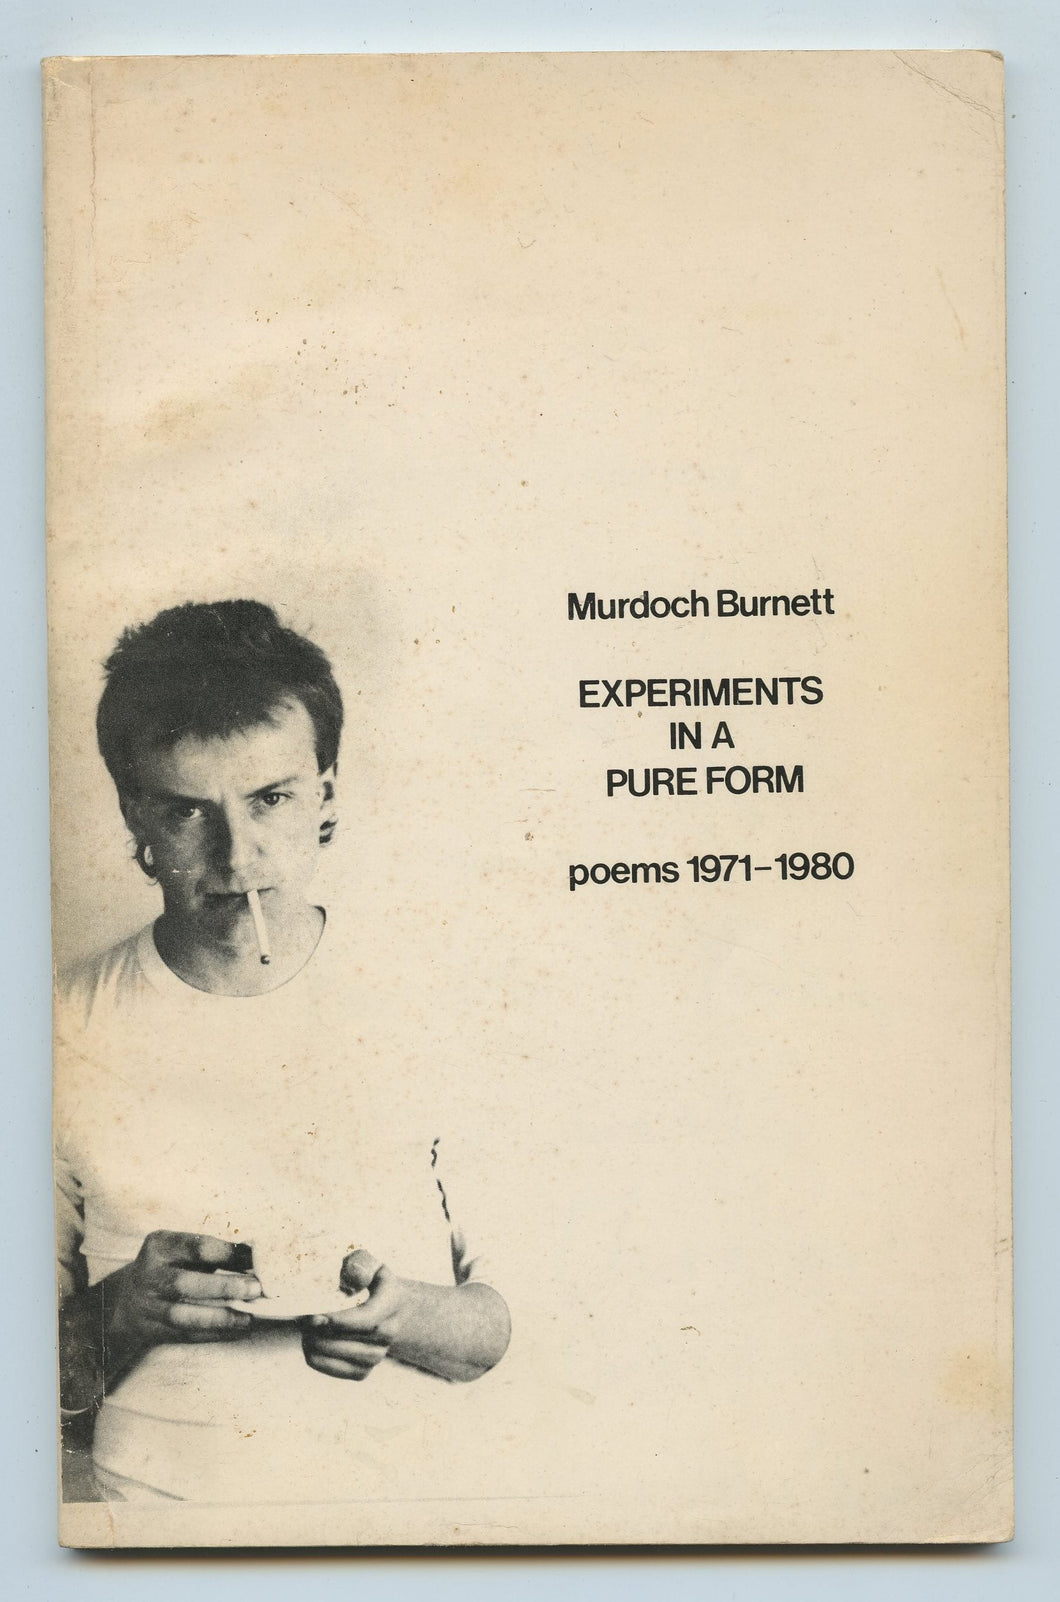 Murdoch Burnett
EXPERIMENTS
IN A
PURE FORM
poems 1971–1980